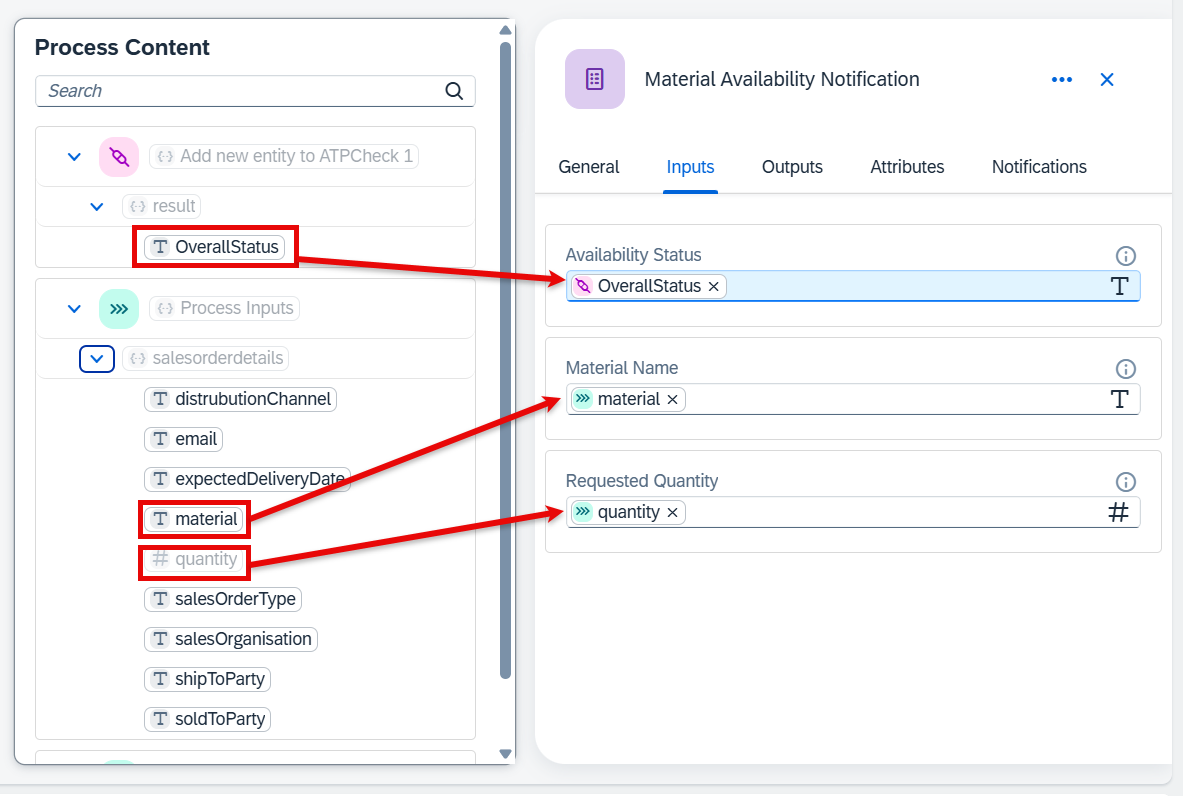 Process Content
Search
Add new entity to ATPCheck 1
result
OverallStatus
Process Inputs
salesorderdetails
distrubutionChannel
email
expectedDeliveryDate
material
quantity
salesOrderType
salesOrganisation
shipToParty
soldToParty
Material Availability Notification
General Inputs Outputs Attributes Notifications
Availability Status
OverallStatus
Material Name
material
Requested Quantity
quantity